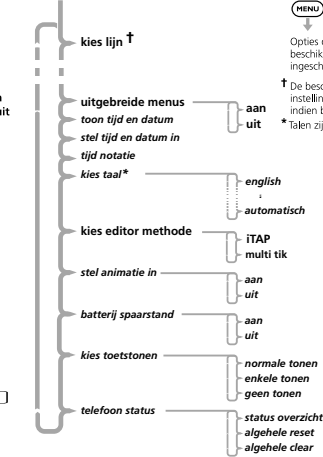 MENU
Opties
beschik
ingesch
† De besc
instellin
indien b
* Talen zij
uit
kies lijn †
uitgebreide menus
aan
uit
toon tijd en datum
stel tijd en datum in
tijd notatie
kies taal*
english
automatisch
kies editor methode
iTAP
multi tik
stel animatie in
aan
uit
batterij spaarstand
aan
uit
kies toetstonen
normale tonen
enkele tonen
geen tonen
telefoon status
status overzicht
algehele reset
algehele clear